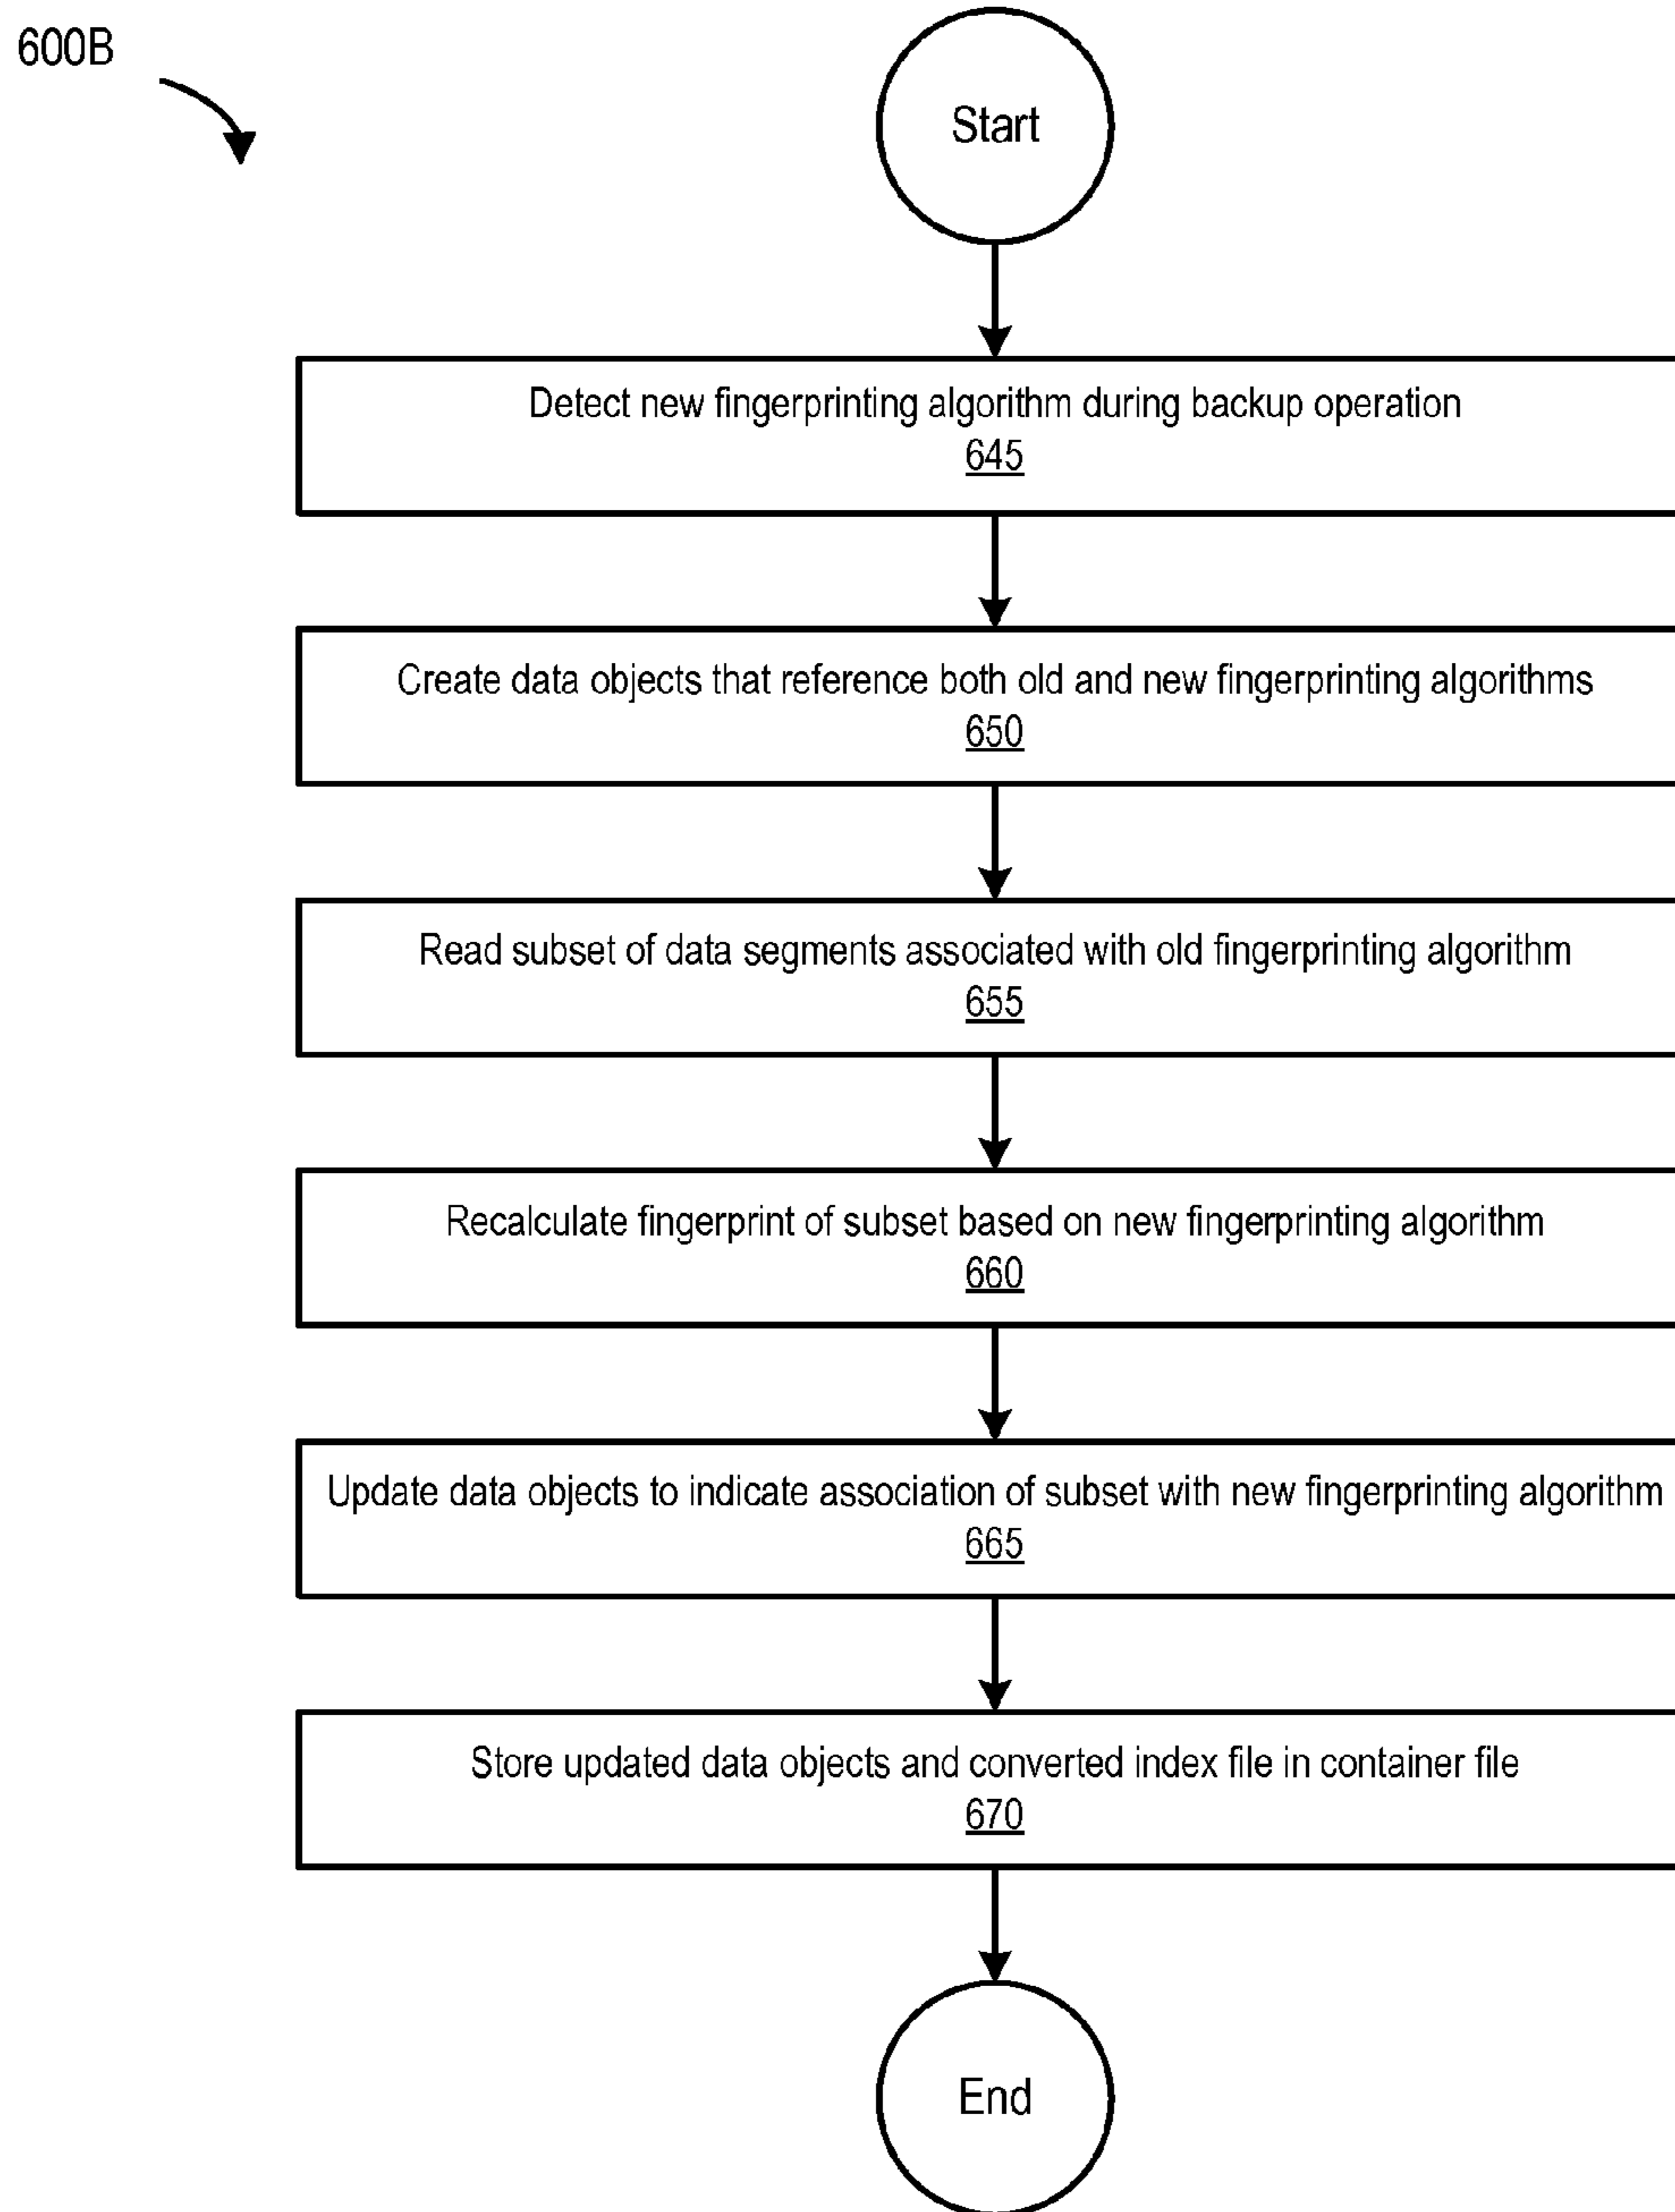 600B
Start
Detect new fingerprinting algorithm during backup operation
645
Create data objects that reference both old and new fingerprinting algorithms
650
Read subset of data segments associated with old fingerprinting algorithm
655
Recalculate fingerprint of subset based on new fingerprinting algorithm
660
Update data objects to indicate association of subset with new fingerprinting algorithm
665
Store updated data objects and converted index file in container file
670
End